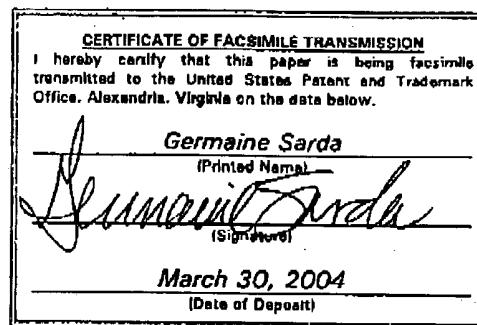 CERTIFICATE OF FACSIMILE TRANSMISSION
I hereby certify that this paper is being facsimile
transmitted to the United States Patent and Trademark
Office, Alexandria, Virginia on the date below.
Germaine Sarda
(Printed Name)
Germaine Sarda
(Signature)
March 30, 2004
(Date of Deposit)